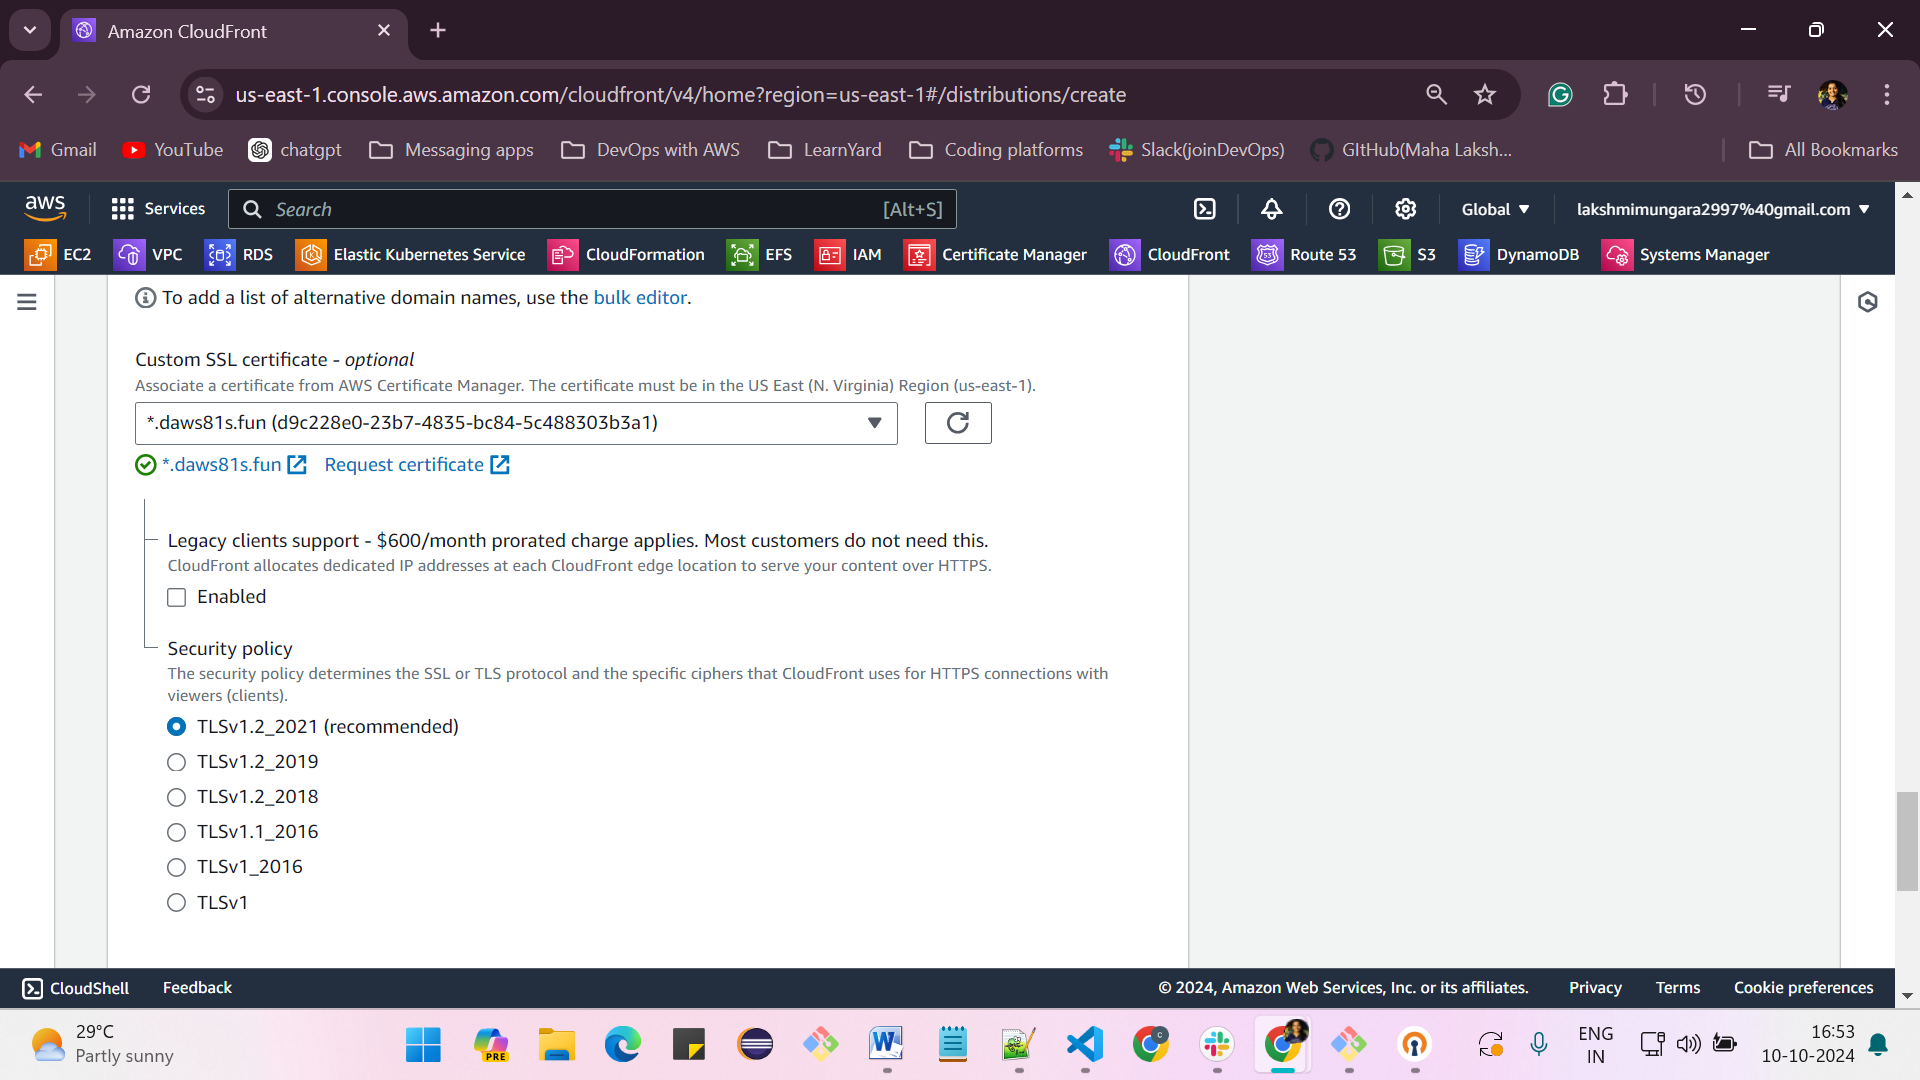 Amazon CloudFront
us-east-1.console.aws.amazon.com/cloudfront/v4/home?region=us-east-1#/distributions/create
Gmail YouTube chatgpt Messaging apps DevOps with AWS LearnYard Coding platforms Slack(joinDevOps) GItHub(Maha Laksh... All Bookmarks
aws Services Search [Alt+S] Global lakshmimungara2997%40gmail.com
EC2 VPC RDS Elastic Kubernetes Service CloudFormation EFS IAM Certificate Manager CloudFront Route 53 S3 DynamoDB Systems Manager
To add a list of alternative domain names, use the bulk editor.
Custom SSL certificate - optional
Associate a certificate from AWS Certificate Manager. The certificate must be in the US East (N. Virginia) Region (us-east-1).
*.daws81s.fun (d9c228e0-23b7-4835-bc84-5c488303b3a1)
*.daws81s.fun Request certificate
Legacy clients support - $600/month prorated charge applies. Most customers do not need this.
CloudFront allocates dedicated IP addresses at each CloudFront edge location to serve your content over HTTPS.
Enabled
Security policy
The security policy determines the SSL or TLS protocol and the specific ciphers that CloudFront uses for HTTPS connections with
viewers (clients).
TLSv1.2_2021 (recommended)
TLSv1.2_2019
TLSv1.2_2018
TLSv1.1_2016
TLSv1_2016
TLSv1
CloudShell Feedback © 2024, Amazon Web Services, Inc. or its affiliates. Privacy Terms Cookie preferences
29°C
Partly sunny
PRE
ENG
IN
16:53
10-10-2024